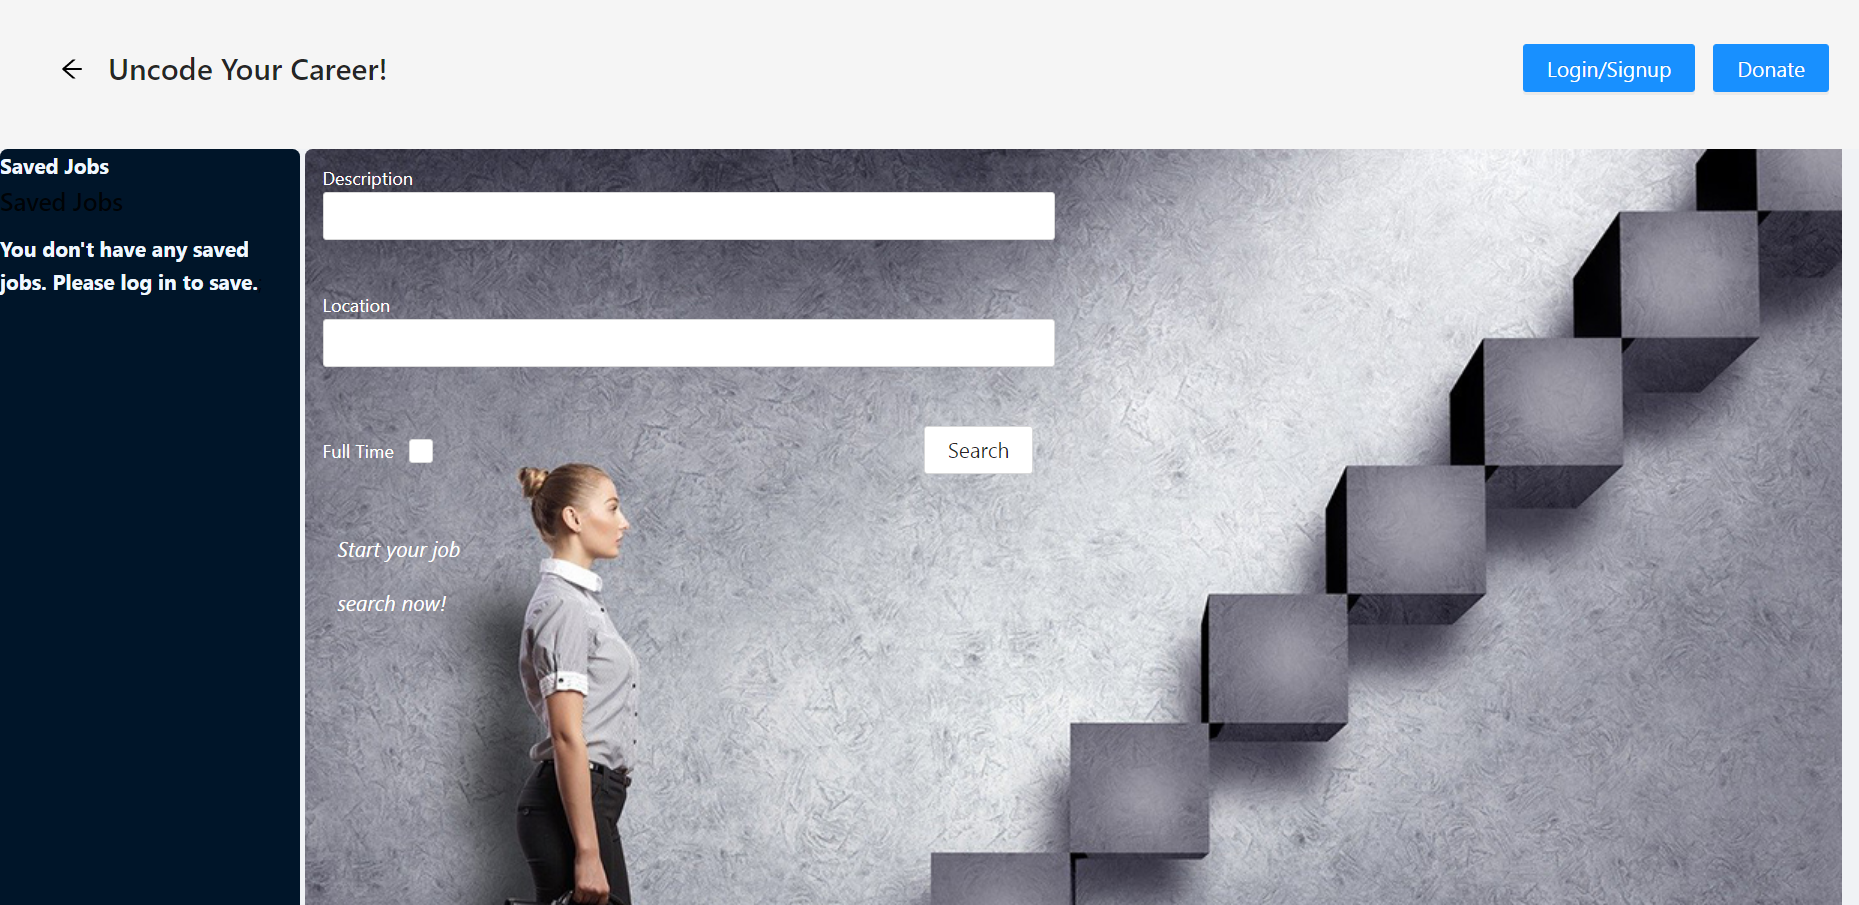 Uncode Your Career!
Login/Signup
Donate
Saved Jobs
Saved Jobs
You don't have any saved
jobs. Please log in to save.
Description
Location
Full Time
Search
Start your job
search now!